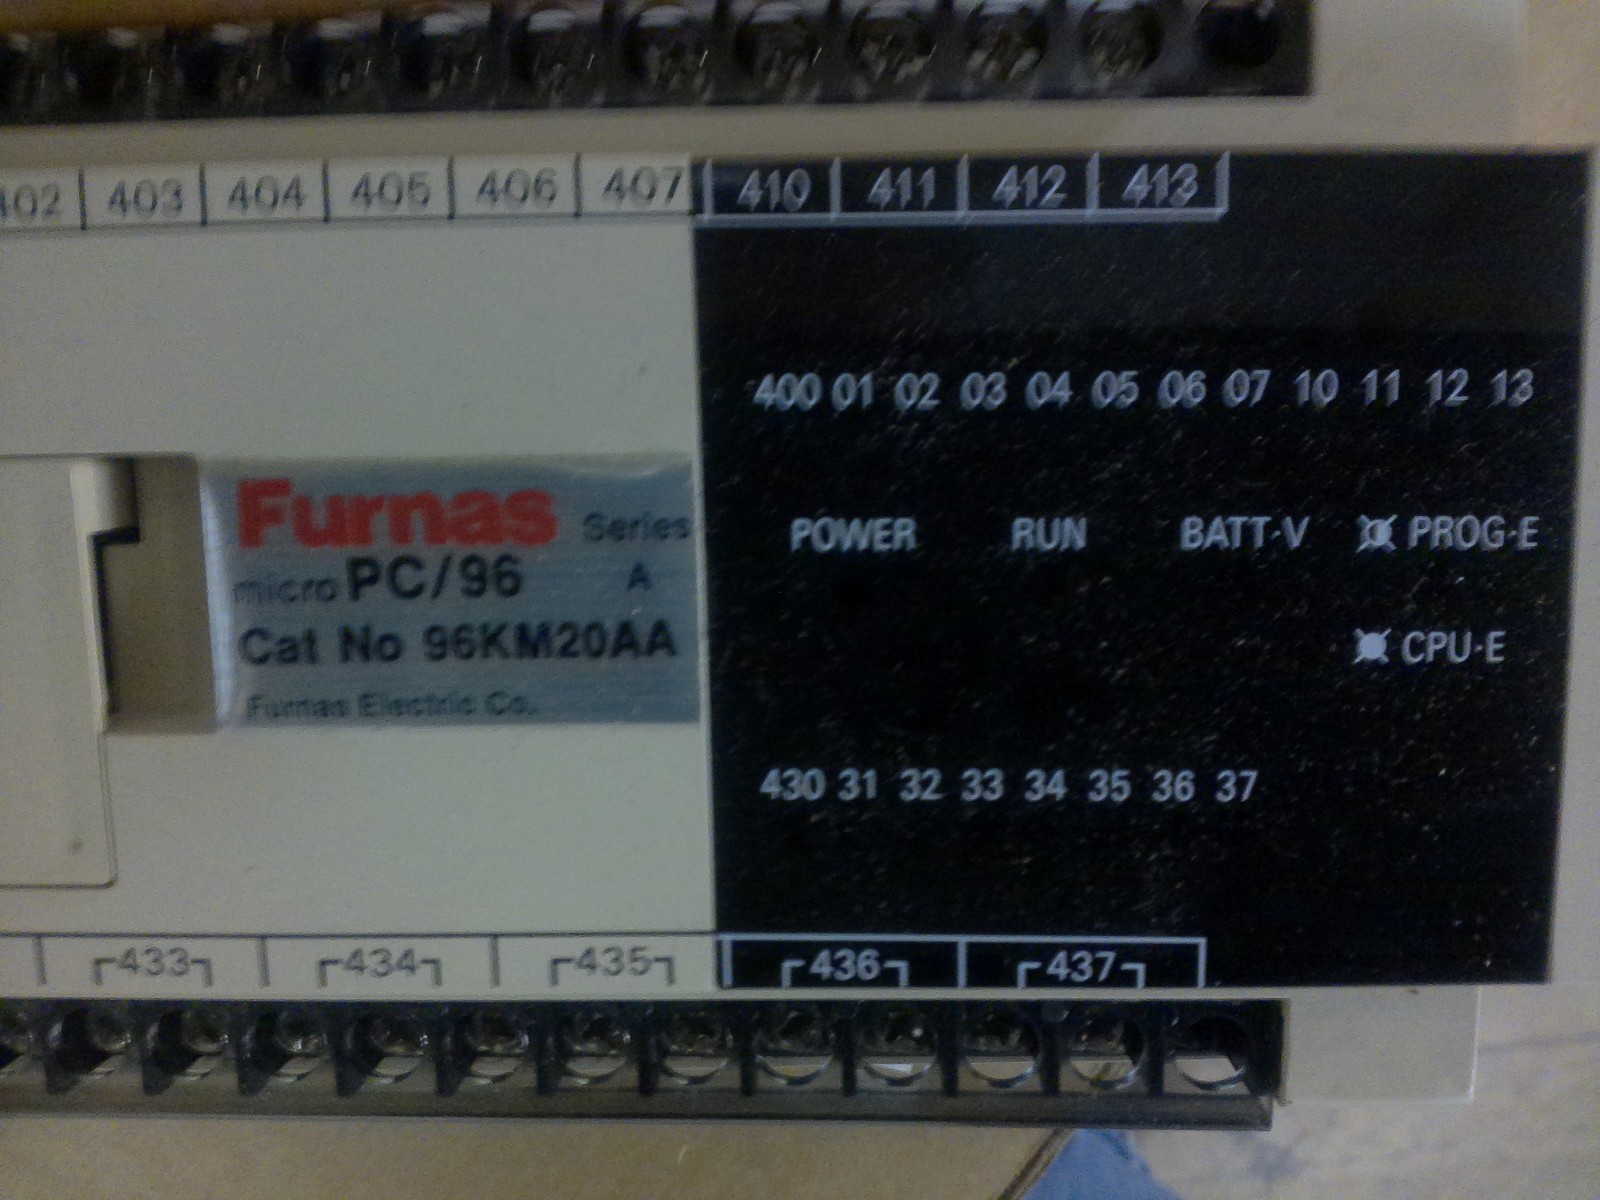 402 403 404 405 406 407 410 411 412 413
400 01 02 03 04 05 06 07 10 11 12 13
Furnas Series
micro PC/96 A
Cat No 96KM20AA
Furnas Electric Co.
POWER RUN BATT-V PROG-E
CPU-E
430 31 32 33 34 35 36 37
433 434 435 436 437